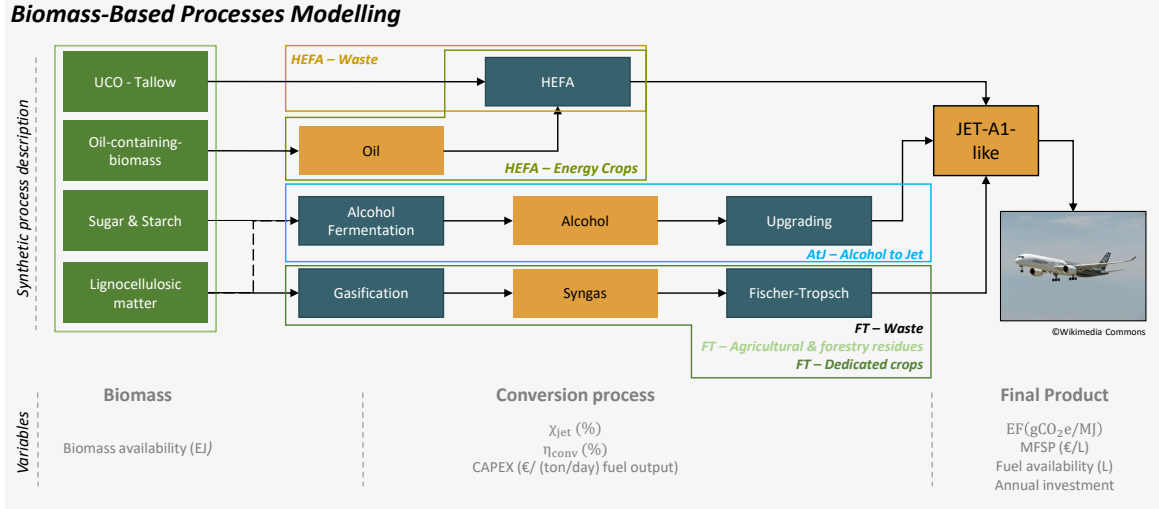 Biomass-Based Processes Modelling
Synthetic process description
UCO - Tallow
HEFA – Waste
HEFA
Oil-containing-
biomass
Oil
HEFA – Energy Crops
JET-A1-
like
Sugar & Starch
Alcohol
Fermentation
Alcohol
Upgrading
AtJ – Alcohol to Jet
Lignocellulosic
matter
Gasification
Syngas
Fischer-Tropsch
FT – Waste
FT – Agricultural & forestry residues
FT – Dedicated crops
©Wikimedia Commons
Variables
Biomass
Biomass availability (EJ)
Conversion process
χjet (%)
ηconv (%)
CAPEX (€/ (ton/day) fuel output)
Final Product
EF(gCO₂e/MJ)
MFSP (€/L)
Fuel availability (L)
Annual investment